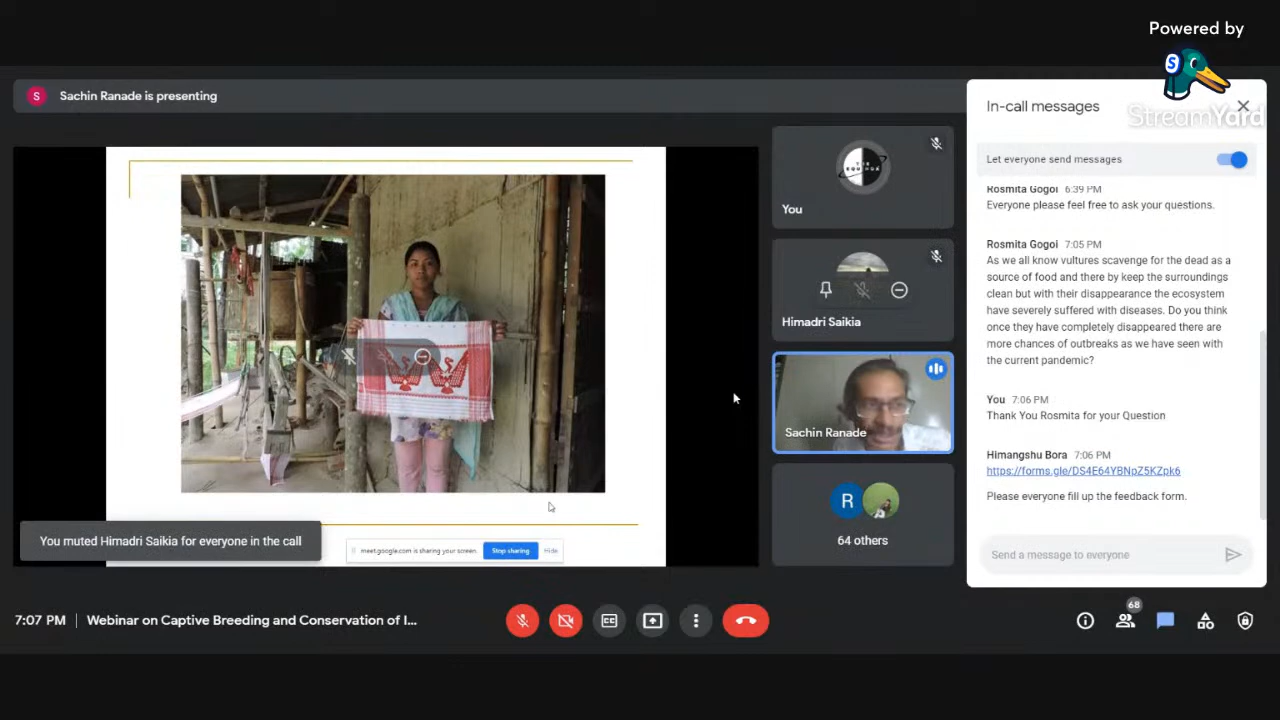 Powered by
StreamYard
S
S
Sachin Ranade is presenting
In-call messages
Let everyone send messages
You
Himadri Saikia
Sachin Ranade
R
64 others
Rosmita Gogoi 6:39 PM
Everyone please feel free to ask your questions.
Rosmita Gogoi 7:05 PM
As we all know vultures scavenge for the dead as a
source of food and there by keep the surroundings
clean but with their disappearance the ecosystem
have severely suffered with diseases. Do you think
once they have completely disappeared there are
more chances of outbreaks as we have seen with
the current pandemic?
You 7:06 PM
Thank You Rosmita for your Question
Himangshu Bora 7:06 PM
https://forms.gle/DS4E64YBNpZ5KZpk6
Please everyone fill up the feedback form.
Send a message to everyone
You muted Himadri Saikia for everyone in the call
meet.google.com is sharing your screen.
Stop sharing
Hide
7:07 PM
Webinar on Captive Breeding and Conservation of I...
68